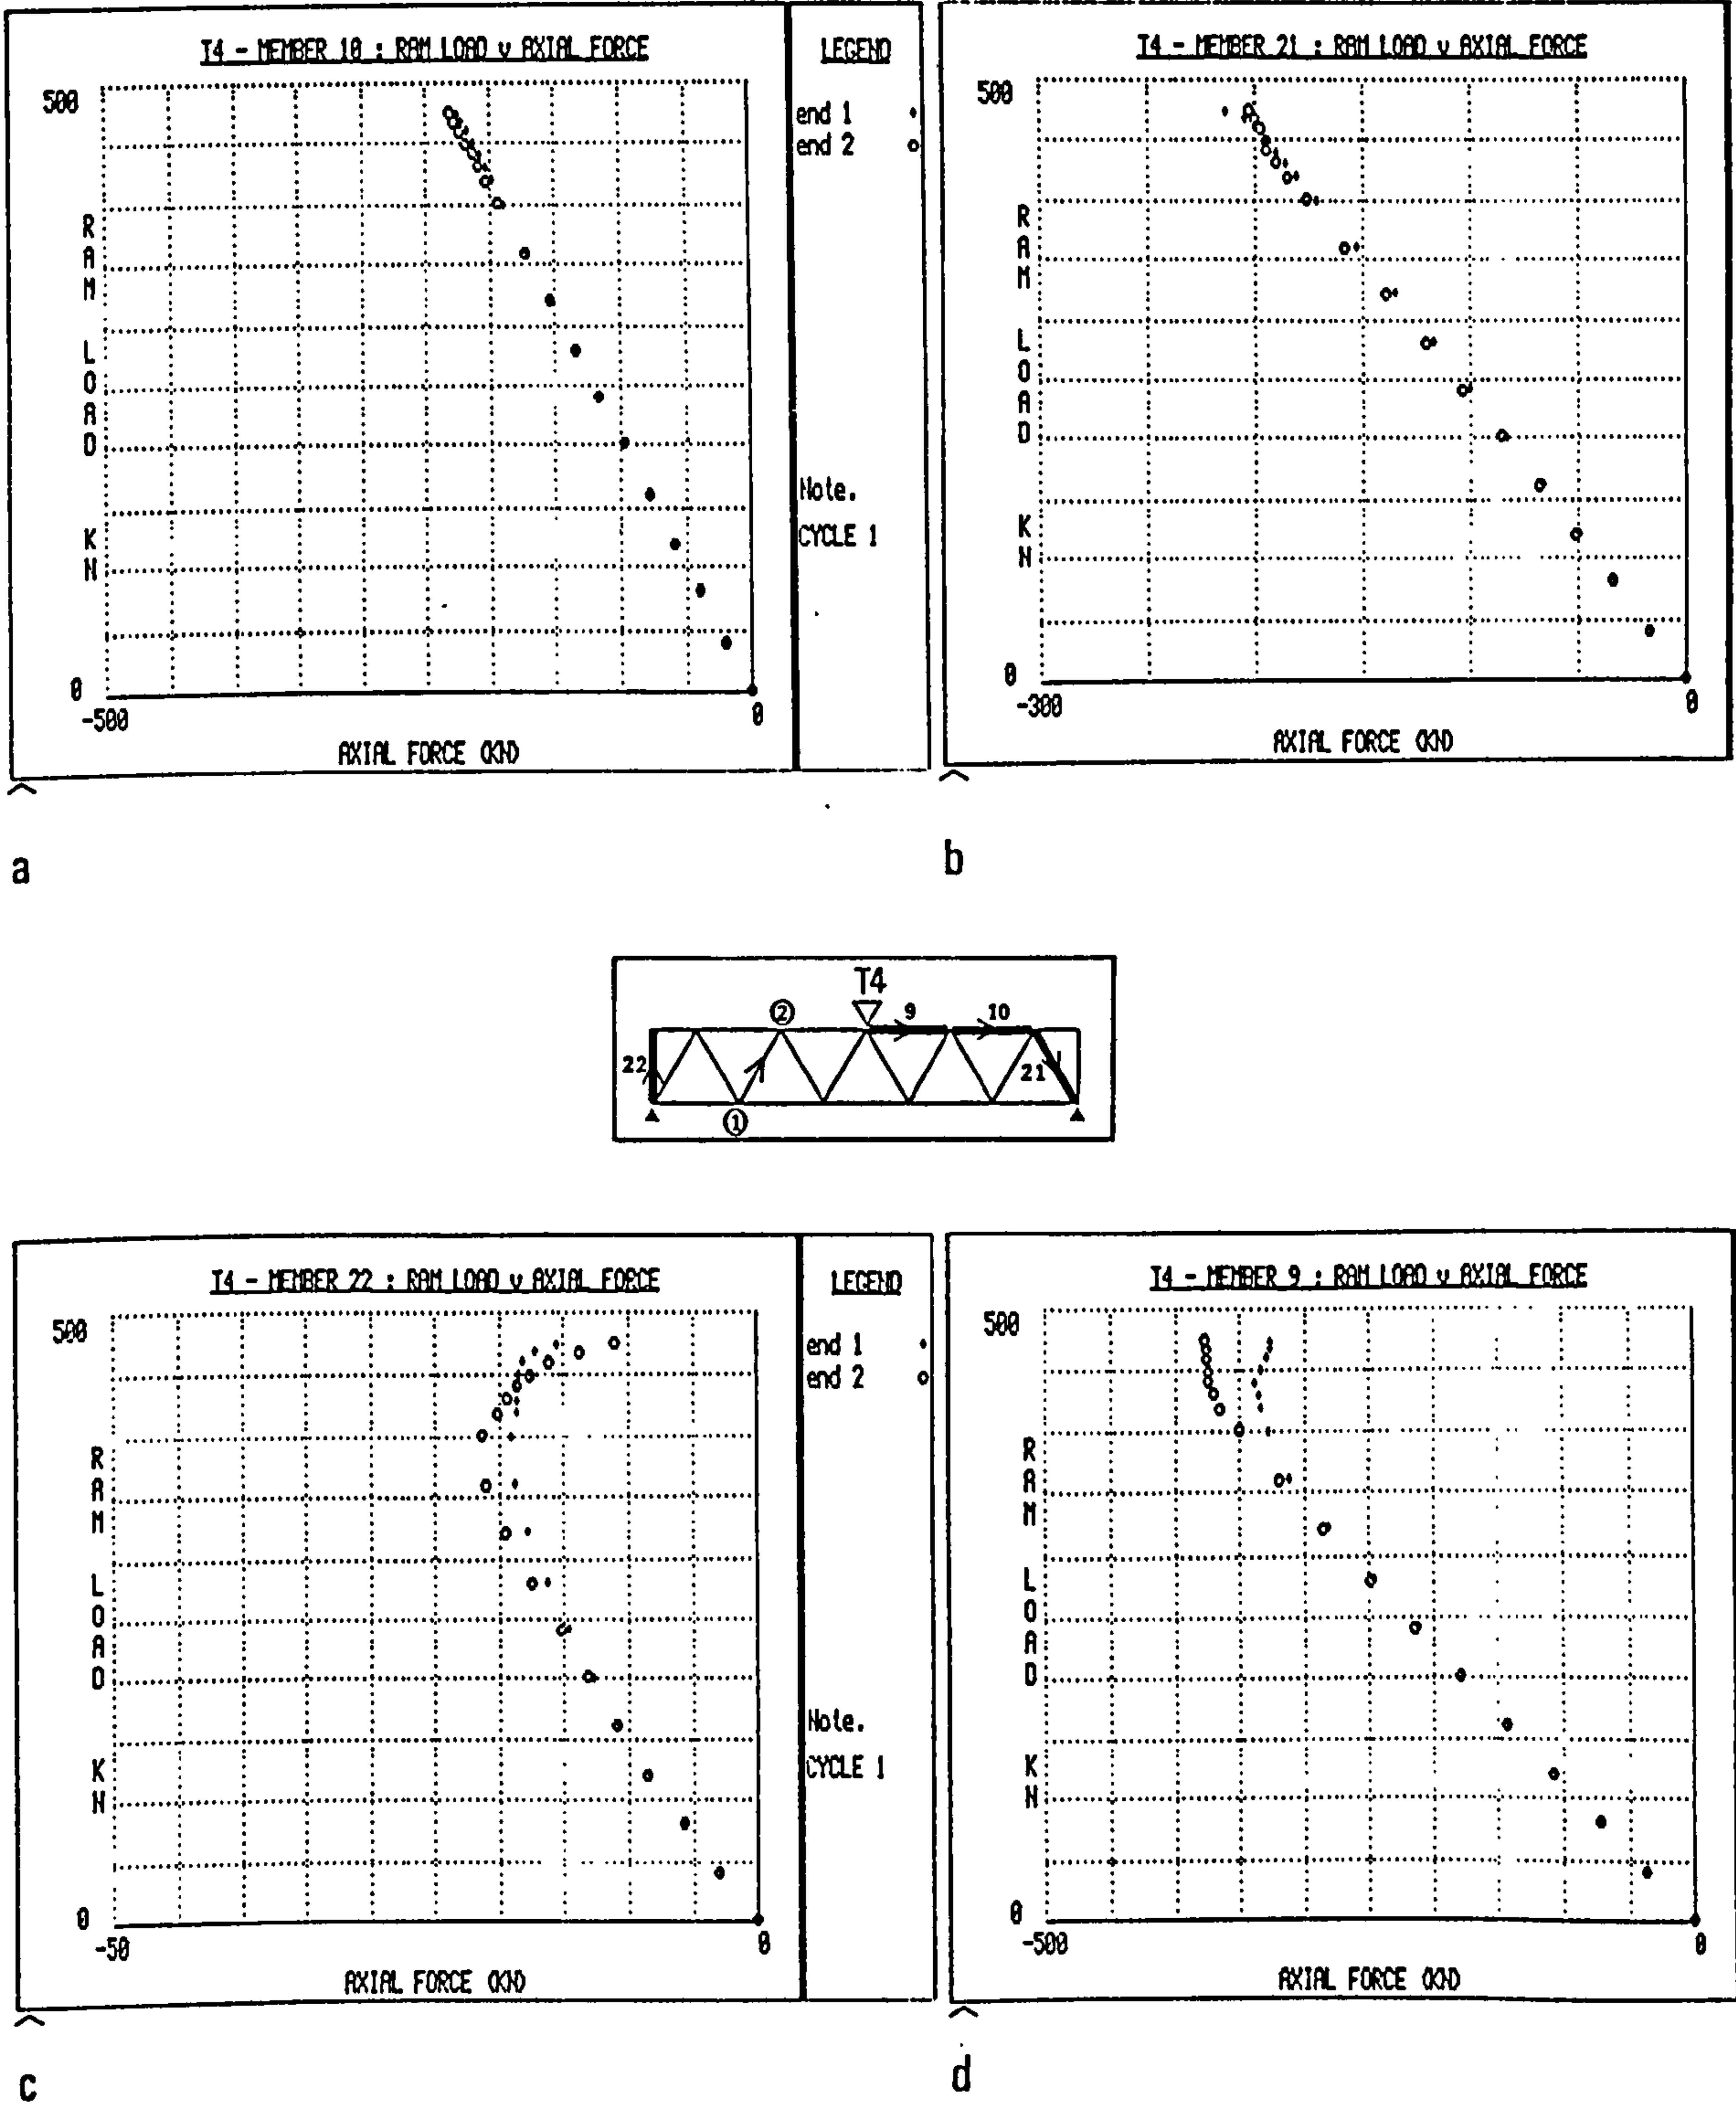 T4 - MEMBER 10 : RAM LOAD v AXIAL FORCE
500
RAM LOAD KN
0
-500
0
AXIAL FORCE (KN)
LEGEND
end 1
end 2
Note.
CYCLE 1
a
T4 - MEMBER 21 : RAM LOAD v AXIAL FORCE
500
RAM LOAD KN
0
-300
0
AXIAL FORCE (KN)
b
T4
2
9
10
22
21
1
T4 - MEMBER 22 : RAM LOAD v AXIAL FORCE
500
RAM LOAD KN
0
-50
0
AXIAL FORCE (KN)
LEGEND
end 1
end 2
Note.
CYCLE 1
c
T4 - MEMBER 9 : RAM LOAD v AXIAL FORCE
500
RAM LOAD KN
0
-500
0
AXIAL FORCE (KN)
d